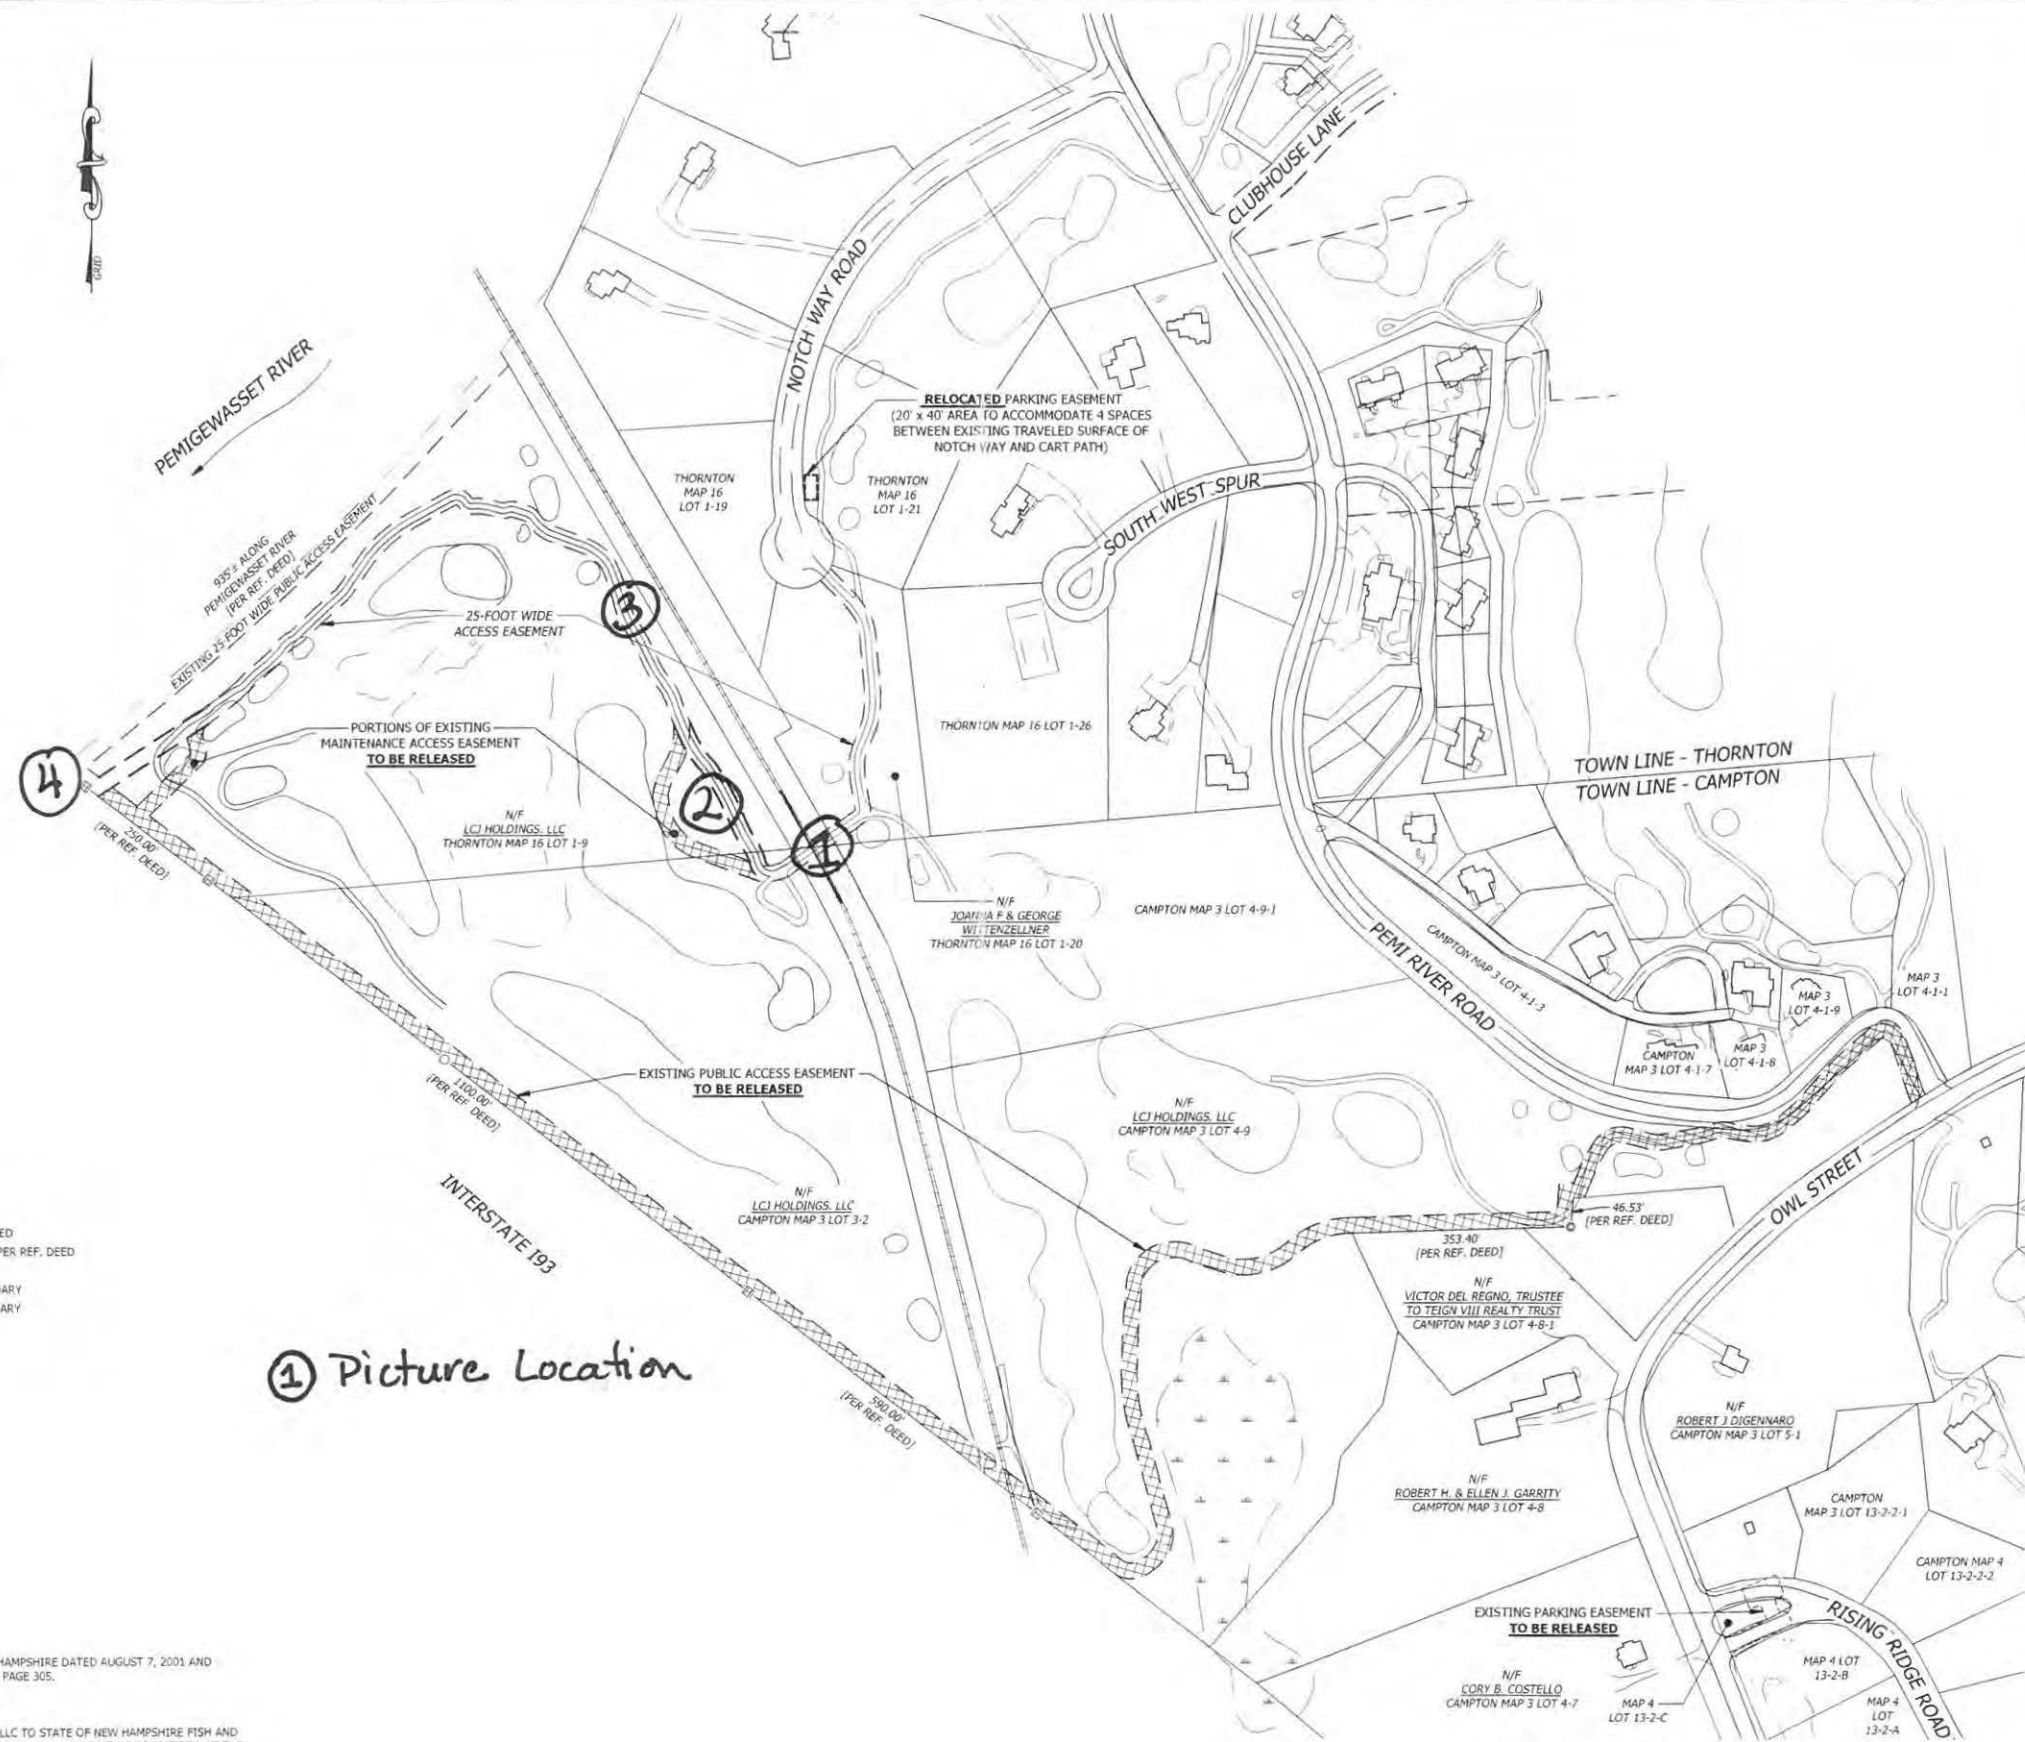 GRID
PEMIGEWASSET RIVER
CLUBHOUSE LANE
NOTCH WAY ROAD
RELOCATED PARKING EASEMENT
(20' x 40' AREA TO ACCOMMODATE 4 SPACES
BETWEEN EXISTING TRAVELED SURFACE OF
NOTCH WAY AND CART PATH)
THORNTON
MAP 16
LOT 1-19
THORNTON
MAP 16
LOT 1-21
SOUTH WEST SPUR
935'± ALONG
PEMIGEWASSET RIVER
[PER REF. DEED]
EXISTING 25-FOOT WIDE PUBLIC ACCESS EASEMENT
25-FOOT WIDE
ACCESS EASEMENT
3
THORNTON MAP 16 LOT 1-26
PORTIONS OF EXISTING
MAINTENANCE ACCESS EASEMENT
TO BE RELEASED
TOWN LINE - THORNTON
TOWN LINE - CAMPTON
4
2
1
250.00'
[PER REF. DEED]
N/F
LCJ HOLDINGS, LLC
THORNTON MAP 16 LOT 1-9
N/F
JOANNA F & GEORGE
WITTENZELLNER
THORNTON MAP 16 LOT 1-20
CAMPTON MAP 3 LOT 4-9-1
PEMI RIVER ROAD
CAMPTON MAP 3 LOT 4-1-3
MAP 3
LOT 4-1-1
MAP 3
LOT 4-1-9
MAP 3
LOT 4-1-8
CAMPTON
MAP 3 LOT 4-1-7
EXISTING PUBLIC ACCESS EASEMENT
TO BE RELEASED
1100.00'
[PER REF. DEED]
N/F
LCJ HOLDINGS, LLC
CAMPTON MAP 3 LOT 4-9
INTERSTATE I93
N/F
LCJ HOLDINGS, LLC
CAMPTON MAP 3 LOT 3-2
OWL STREET
46.53'
[PER REF. DEED]
353.40'
[PER REF. DEED]
ED
PER REF. DEED
ARY
ARY
N/F
VICTOR DEL REGNO, TRUSTEE
TO TEIGN VIII REALTY TRUST
CAMPTON MAP 3 LOT 4-8-1
1 Picture Location
590.00'
[PER REF. DEED]
N/F
ROBERT J DIGENNARO
CAMPTON MAP 3 LOT 5-1
N/F
ROBERT H. & ELLEN J. GARRITY
CAMPTON MAP 3 LOT 4-8
CAMPTON
MAP 3 LOT 13-2-2-1
CAMPTON MAP 4
LOT 13-2-2-2
EXISTING PARKING EASEMENT
TO BE RELEASED
RISING RIDGE ROAD
N/F
CORY B. COSTELLO
CAMPTON MAP 3 LOT 4-7
MAP 4
LOT 13-2-C
MAP 4 LOT
13-2-B
MAP 4
LOT
13-2-A
HAMPSHIRE DATED AUGUST 7, 2001 AND
PAGE 305.
LLC TO STATE OF NEW HAMPSHIRE FISH AND